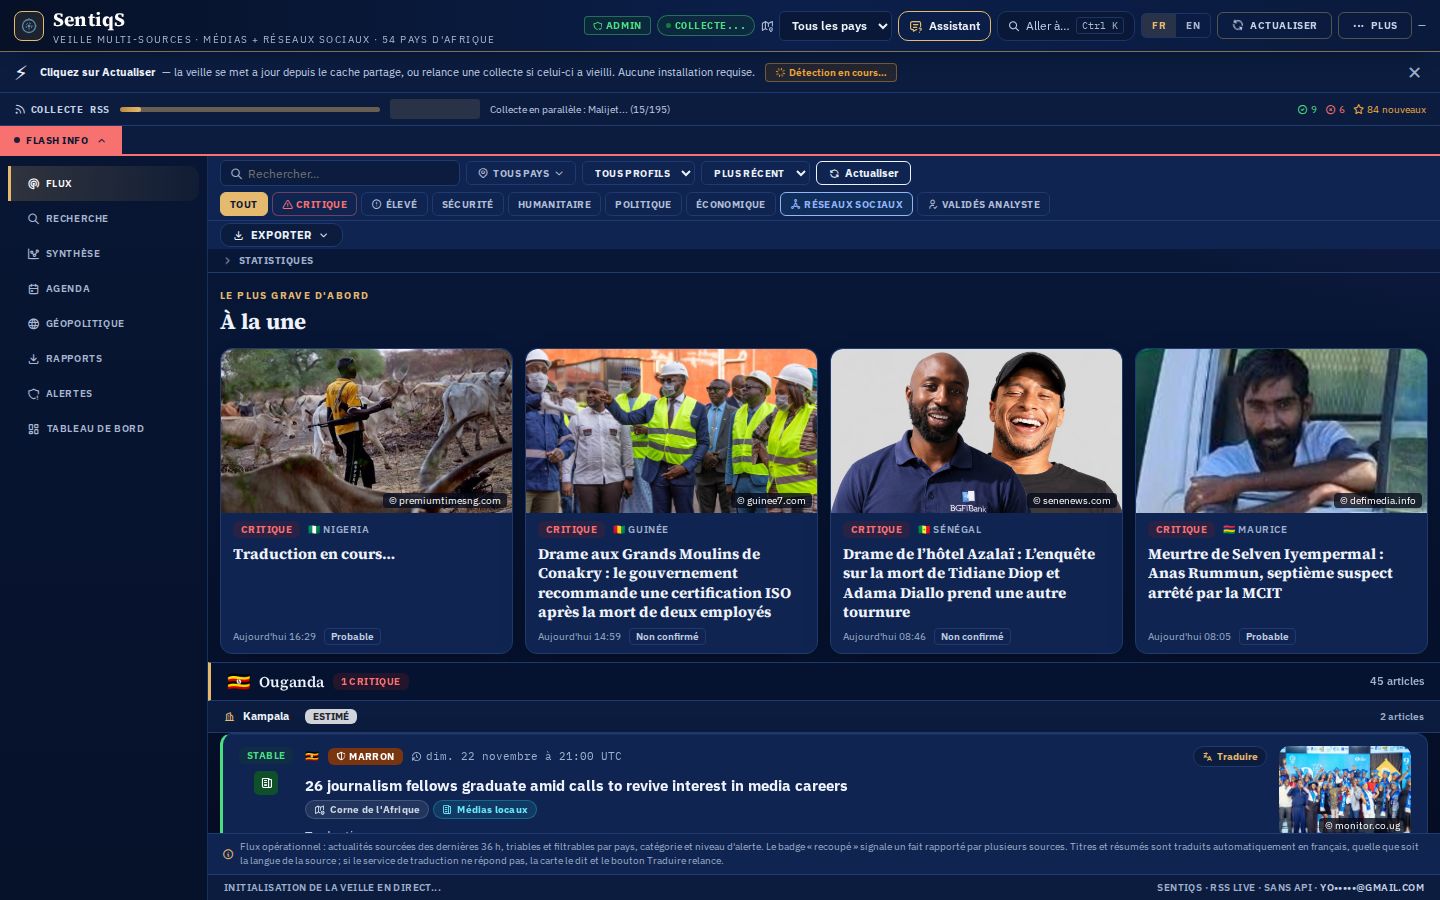 SentiqS
VEILLE MULTI-SOURCES · MÉDIAS + RÉSEAUX SOCIAUX · 54 PAYS D'AFRIQUE
ADMIN
COLLECTE...
Tous les pays
Assistant
Aller à... Ctrl K
FR EN
ACTUALISER
PLUS
Cliquez sur Actualiser — la veille se met a jour depuis le cache partage, ou relance une collecte si celui-ci a vieilli. Aucune installation requise.
Détection en cours...
COLLECTE RSS
Collecte en parallèle : Malijet... (15/195)
9 6 84 nouveaux
FLASH INFO
FLUX
RECHERCHE
SYNTHÈSE
AGENDA
GÉOPOLITIQUE
RAPPORTS
ALERTES
TABLEAU DE BORD
Rechercher...
TOUS PAYS
TOUS PROFILS
PLUS RÉCENT
Actualiser
TOUT
CRITIQUE
ÉLEVÉ
SÉCURITÉ
HUMANITAIRE
POLITIQUE
ÉCONOMIQUE
RÉSEAUX SOCIAUX
VALIDÉS ANALYSTE
EXPORTER
STATISTIQUES
LE PLUS GRAVE D'ABORD
À la une
© premiumtimesng.com
CRITIQUE NIGERIA
Traduction en cours...
Aujourd'hui 16:29 Probable
© guinee7.com
CRITIQUE GUINÉE
Drame aux Grands Moulins de
Conakry : le gouvernement
recommande une certification ISO
après la mort de deux employés
Aujourd'hui 14:59 Non confirmé
BGFIBank
© senenews.com
CRITIQUE SÉNÉGAL
Drame de l'hôtel Azalaï : L'enquête
sur la mort de Tidiane Diop et
Adama Diallo prend une autre
tournure
Aujourd'hui 08:46 Non confirmé
© defimedia.info
CRITIQUE MAURICE
Meurtre de Selven Iyempermal :
Anas Rummun, septième suspect
arrêté par la MCIT
Aujourd'hui 08:05 Probable
Ouganda 1 CRITIQUE
45 articles
Kampala ESTIMÉ
2 articles
STABLE
MARRON
dim. 22 novembre à 21:00 UTC
Traduire
26 journalism fellows graduate amid calls to revive interest in media careers
Corne de l'Afrique
Médias locaux
© monitor.co.ug
Flux opérationnel : actualités sourcées des dernières 36 h, triables et filtrables par pays, catégorie et niveau d'alerte. Le badge « recoupé » signale un fait rapporté par plusieurs sources. Titres et résumés sont traduits automatiquement en français, quelle que soit
la langue de la source ; si le service de traduction ne répond pas, la carte le dit et le bouton Traduire relance.
INITIALISATION DE LA VEILLE EN DIRECT...
SENTIQS · RSS LIVE · SANS API · YO•••••@GMAIL.COM